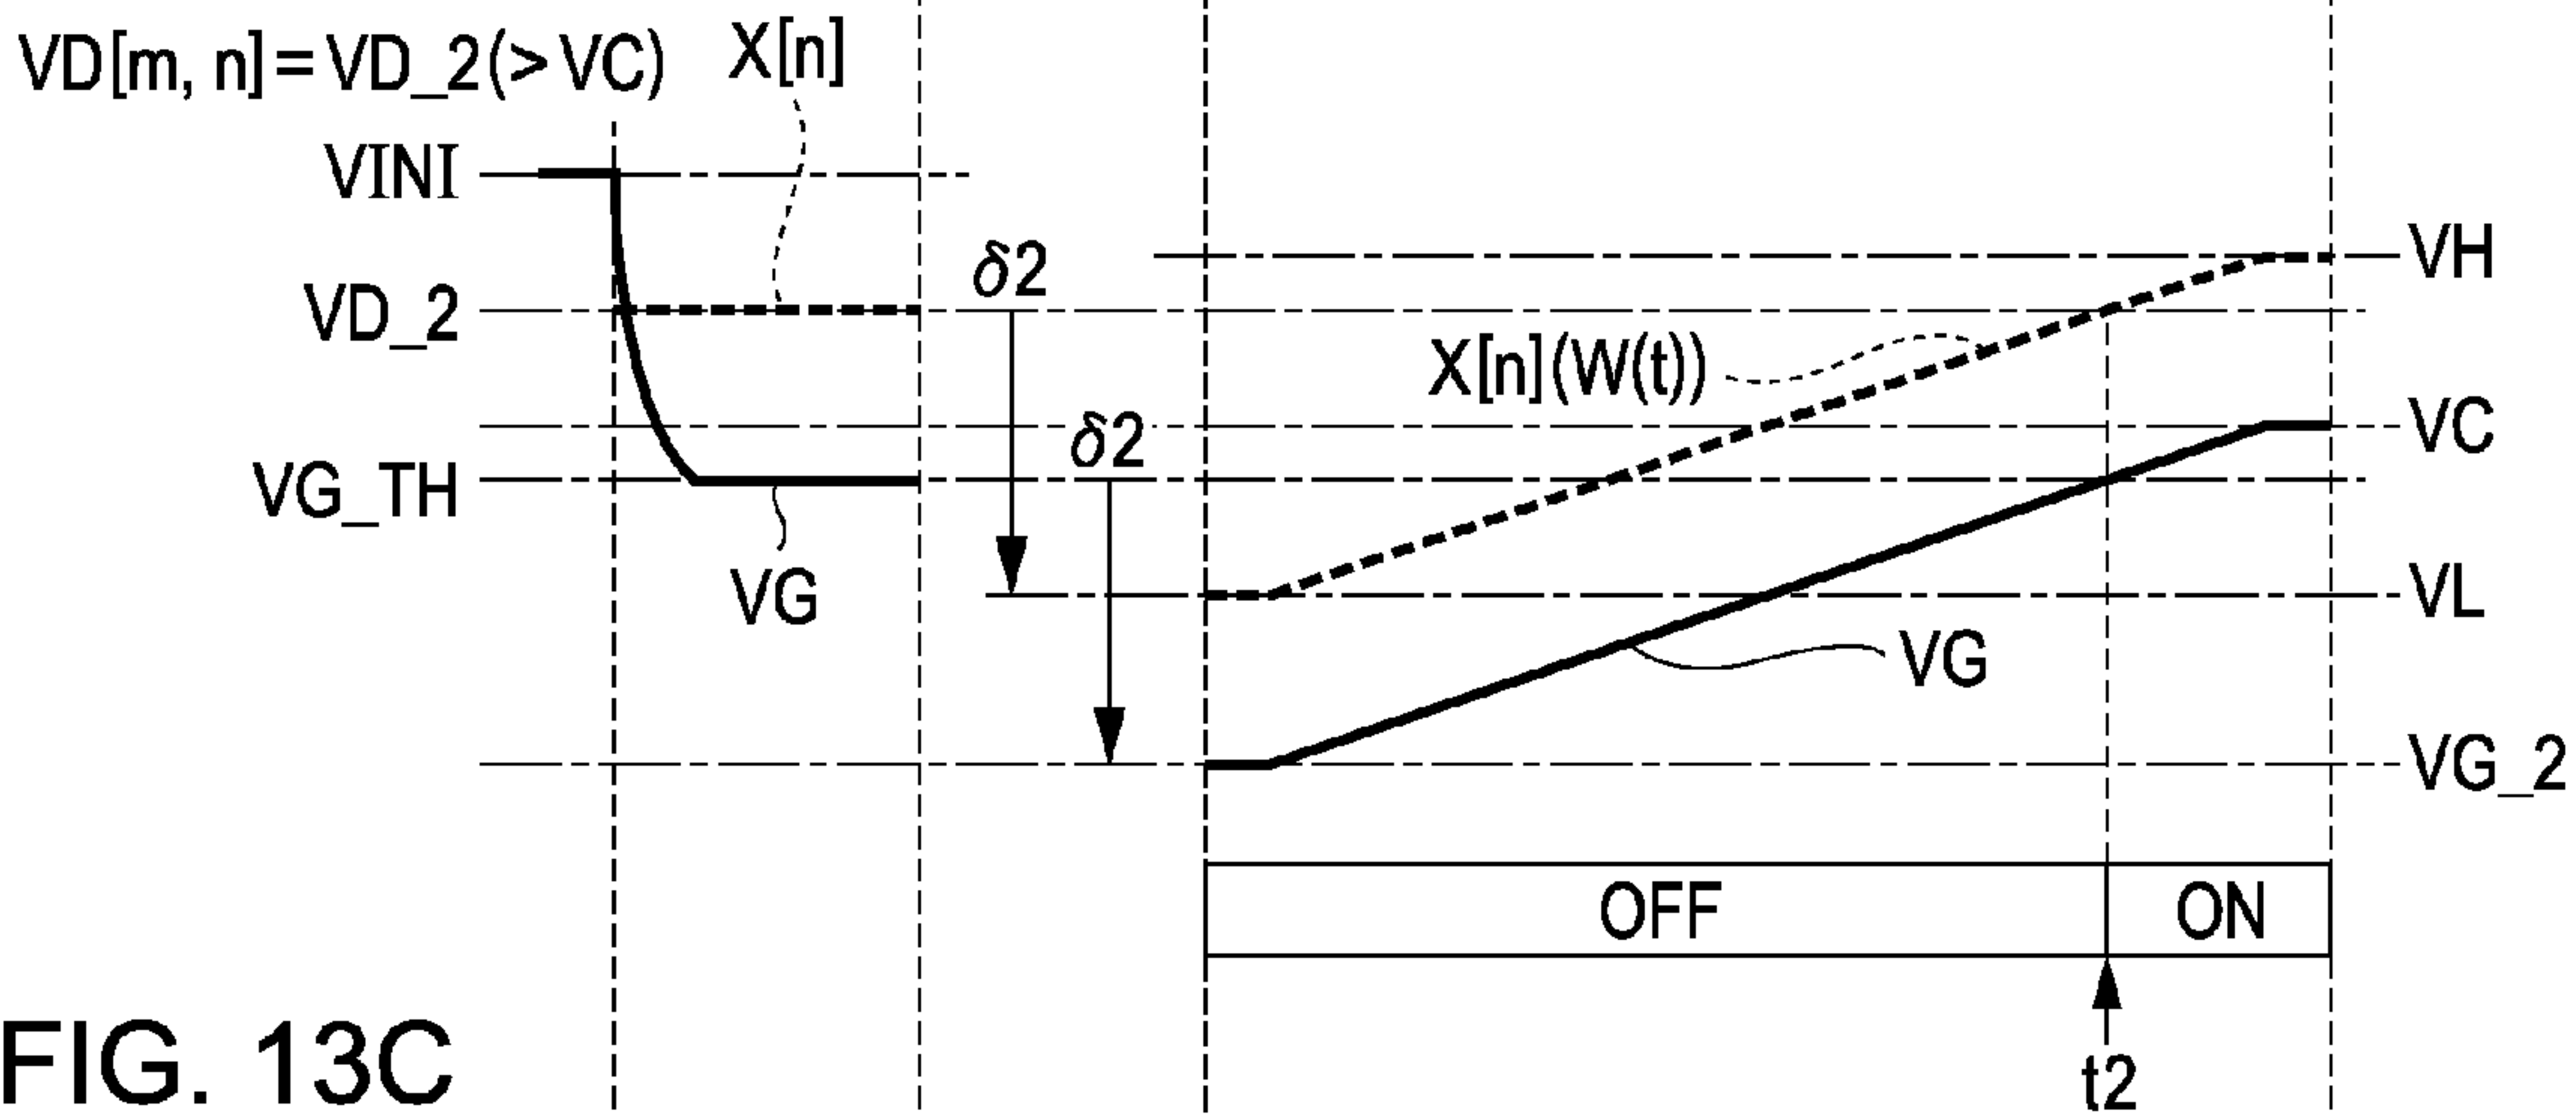 VD[m, n]=VD_2(>VC)
X[n]
VINI
VD_2
VG_TH
VG
δ2
δ2
X[n](W(t))
VG
VH
VC
VL
VG_2
OFF
ON
t2
FIG. 13C